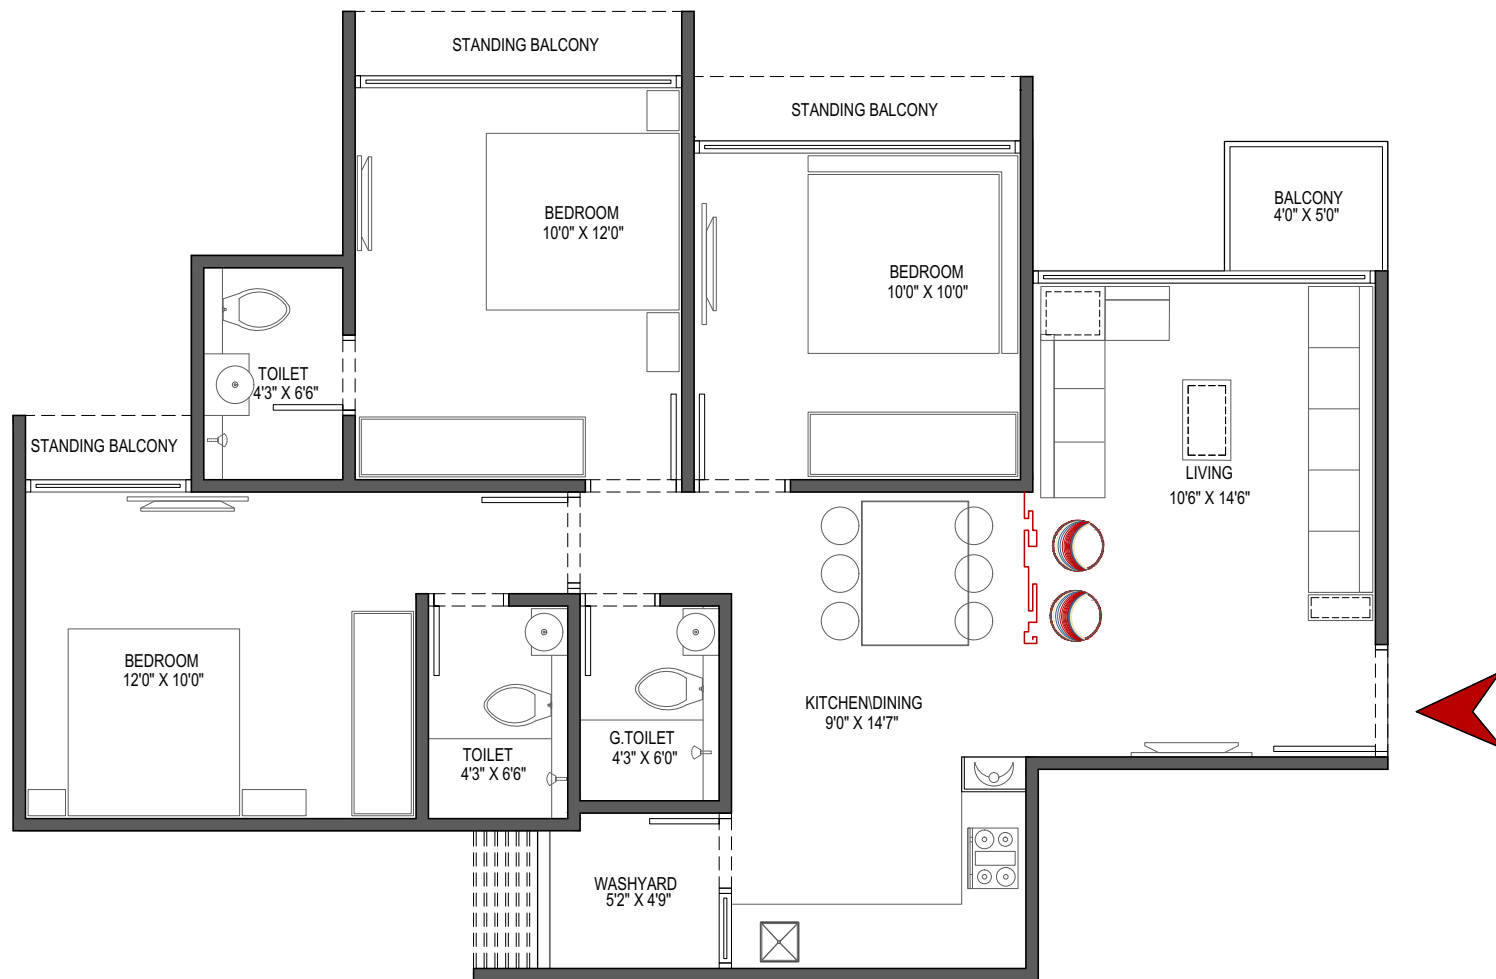 STANDING BALCONY
STANDING BALCONY
BALCONY
4'0" X 5'0"
BEDROOM
10'0" X 12'0"
BEDROOM
10'0" X 10'0"
TOILET
4'3" X 6'6"
STANDING BALCONY
LIVING
10'6" X 14'6"
BEDROOM
12'0" X 10'0"
KITCHEN\DINING
9'0" X 14'7"
TOILET
4'3" X 6'6"
G.TOILET
4'3" X 6'0"
WASHYARD
5'2" X 4'9"